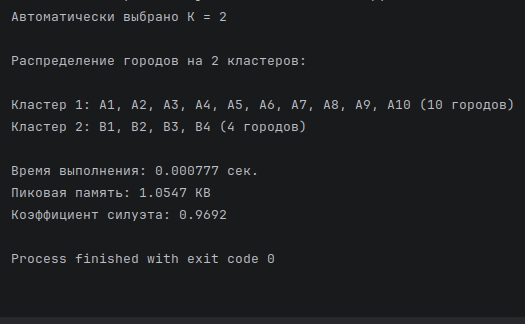 Автоматически выбрано K = 2
Распределение городов на 2 кластеров:
Кластер 1: A1, A2, A3, A4, A5, A6, A7, A8, A9, A10 (10 городов)
Кластер 2: B1, B2, B3, B4 (4 городов)
Время выполнения: 0.000777 сек.
Пиковая память: 1.0547 KB
Коэффициент силуэта: 0.9692
Process finished with exit code 0